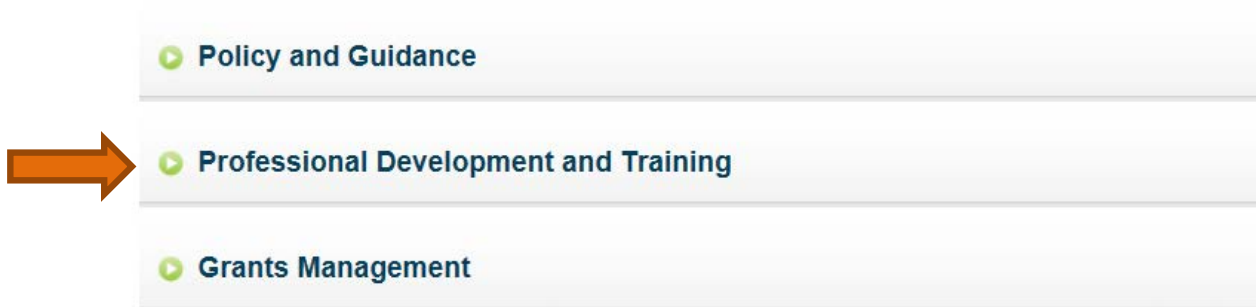 Policy and Guidance
Professional Development and Training
Grants Management